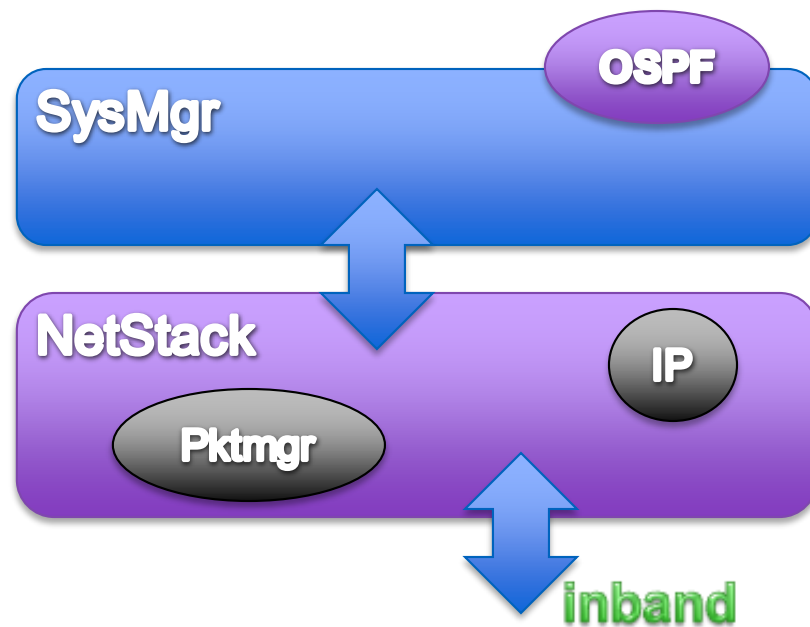 OSPF
SysMgr
NetStack
IP
Pktmgr
inband